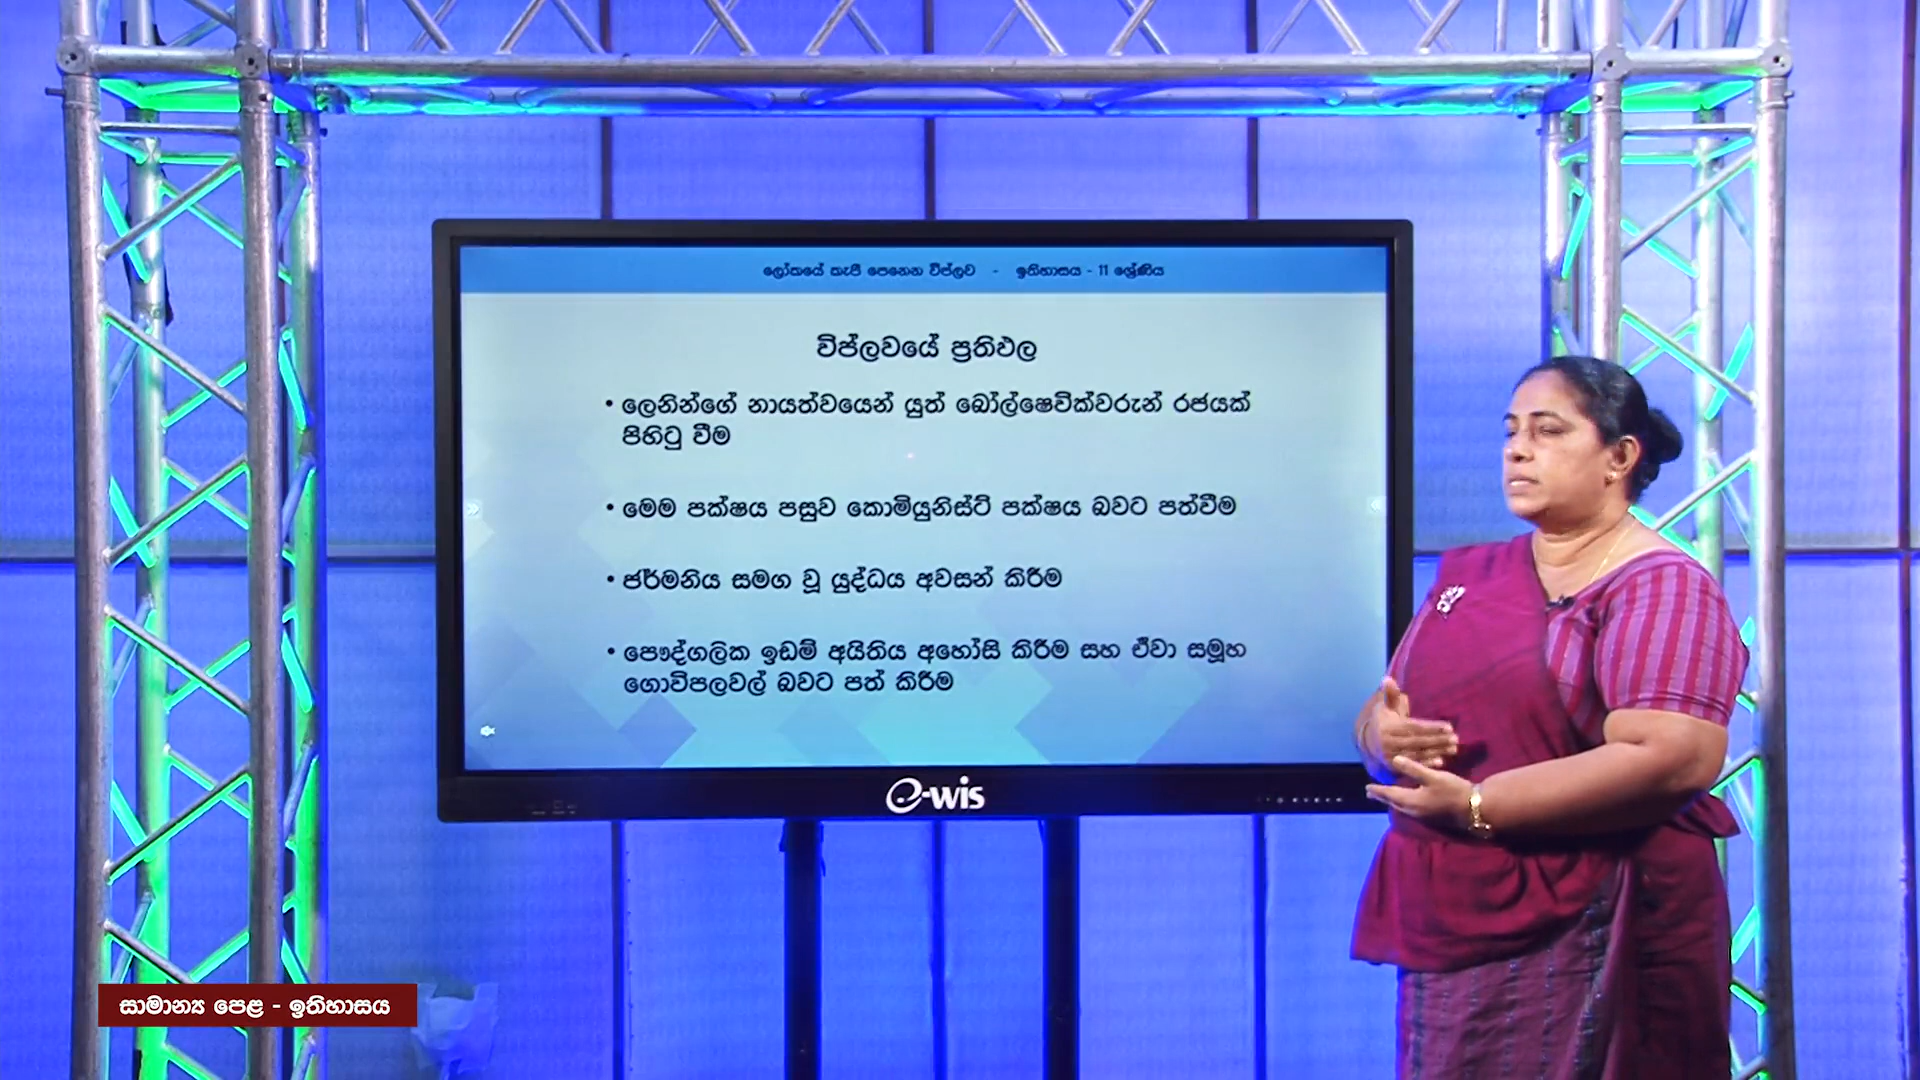 ලෝකයේ කැපී පෙනෙන විප්ලව - ඉතිහාසය - 11 ශ්‍රේණිය
විප්ලවයේ ප්‍රතිඵල
• ලෙනින්ගේ නායත්වයෙන් යුත් බෝල්ෂෙවික්වරුන් රජයක්
පිහිටු වීම
• මෙම පක්ෂය පසුව කොමියුනිස්ට් පක්ෂය බවට පත්වීම
• ජර්මනිය සමග වූ යුද්ධය අවසන් කිරීම
• පෞද්ගලික ඉඩම් අයිතිය අහෝසි කිරීම සහ ඒවා සමූහ
ගොවිපලවල් බවට පත් කිරීම
e-wis
සාමාන්‍ය පෙළ - ඉතිහාසය